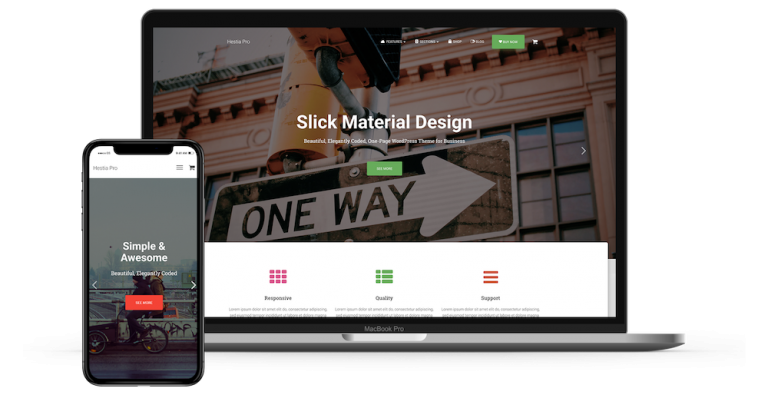 Hestia Pro
FEATURES
SECTIONS
SHOP
BLOG
BUY NOW
Slick Material Design
Beautiful, Elegantly Coded, One-Page WordPress Theme for Business
SEE MORE
ONE WAY
Responsive
Quality
Support
Lorem ipsum dolor sit amet elit do, consectetur adipiscing,
Lorem ipsum dolor sit amet elit do, consectetur adipiscing,
Lorem ipsum dolor sit amet elit do, consectetur adipiscing,
MacBook Pro
Hestia Pro
Simple &
Awesome
Beautiful, Elegantly Coded
SEE MORE